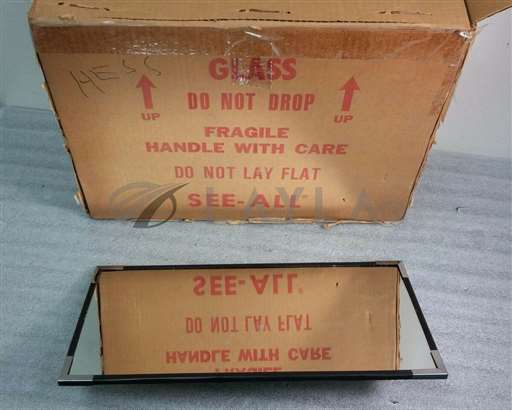 HESS
GLASS
DO NOT DROP
UP
UP
FRAGILE
HANDLE WITH CARE
DO NOT LAY FLAT
SEE-ALL
SEE-ALL
DO NOT LAY FLAT
HANDLE WITH CARE
FRAGILE